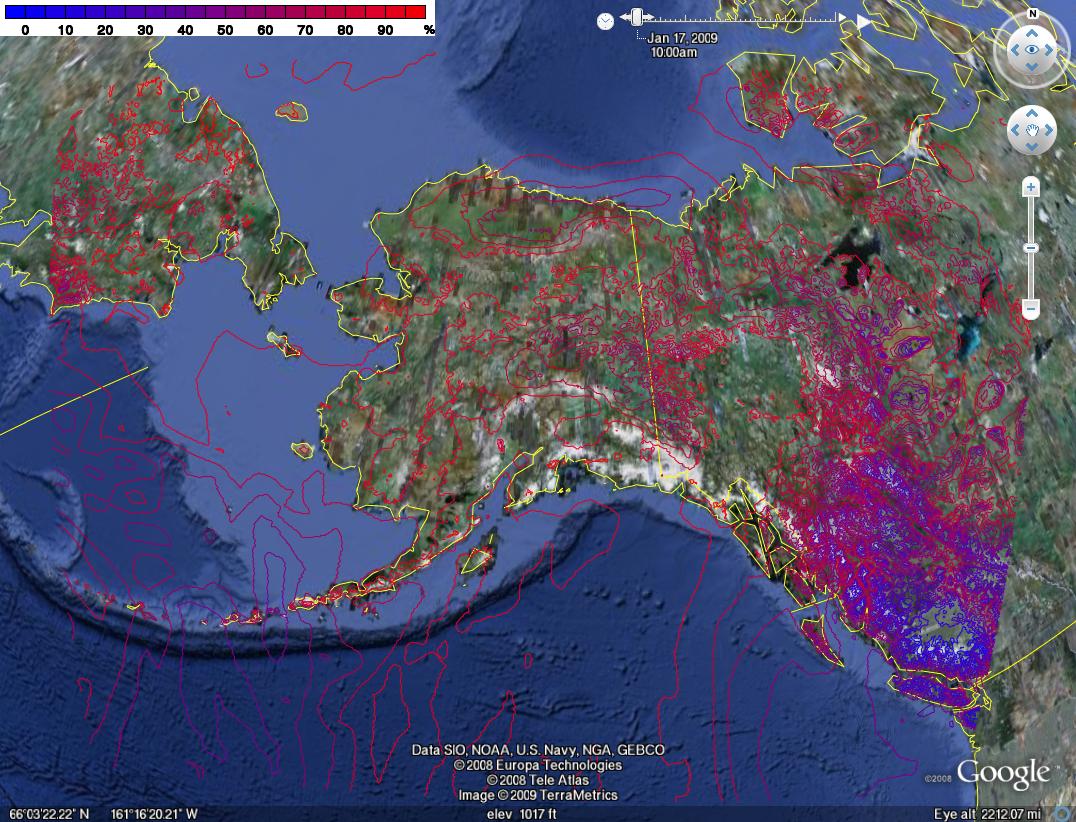 0 10 20 30 40 50 60 70 80 90 %
Jan 17, 2009
10:00am
N
Data SIO, NOAA, U.S. Navy, NGA, GEBCO
© 2008 Europa Technologies
© 2008 Tele Atlas
Image © 2009 TerraMetrics
©2008 Google™
66°03'22.22" N 161°16'20.21" W
elev 1017 ft
Eye alt 2212.07 mi